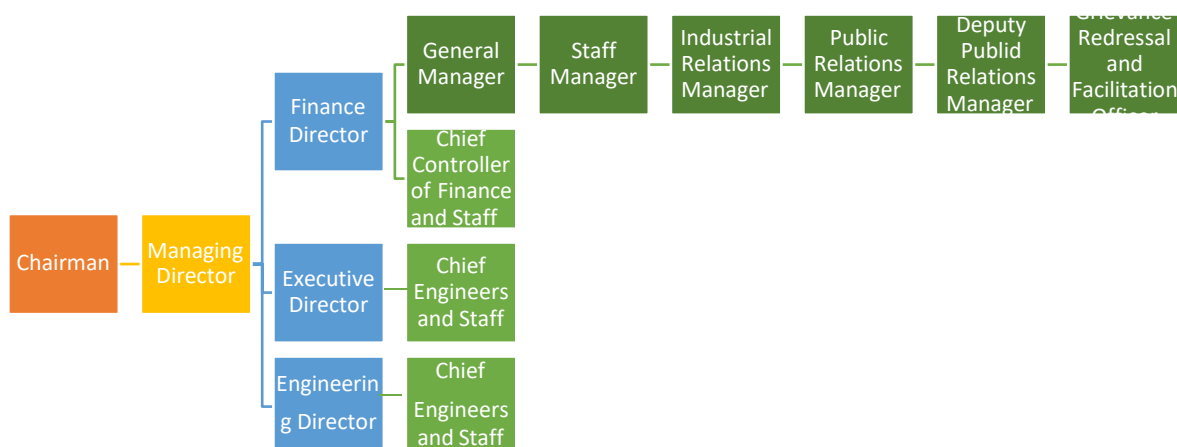 Chairman
Managing
Director
Finance
Director
Executive
Director
Engineerin
g Director
General
Manager
Staff
Manager
Industrial
Relations
Manager
Public
Relations
Manager
Deputy
Publid
Relations
Manager
Grievance
Redressal
and
Facilitation
Officer
Chief
Controller
of Finance
and Staff
Chief
Engineers
and Staff
Chief
Engineers
and Staff